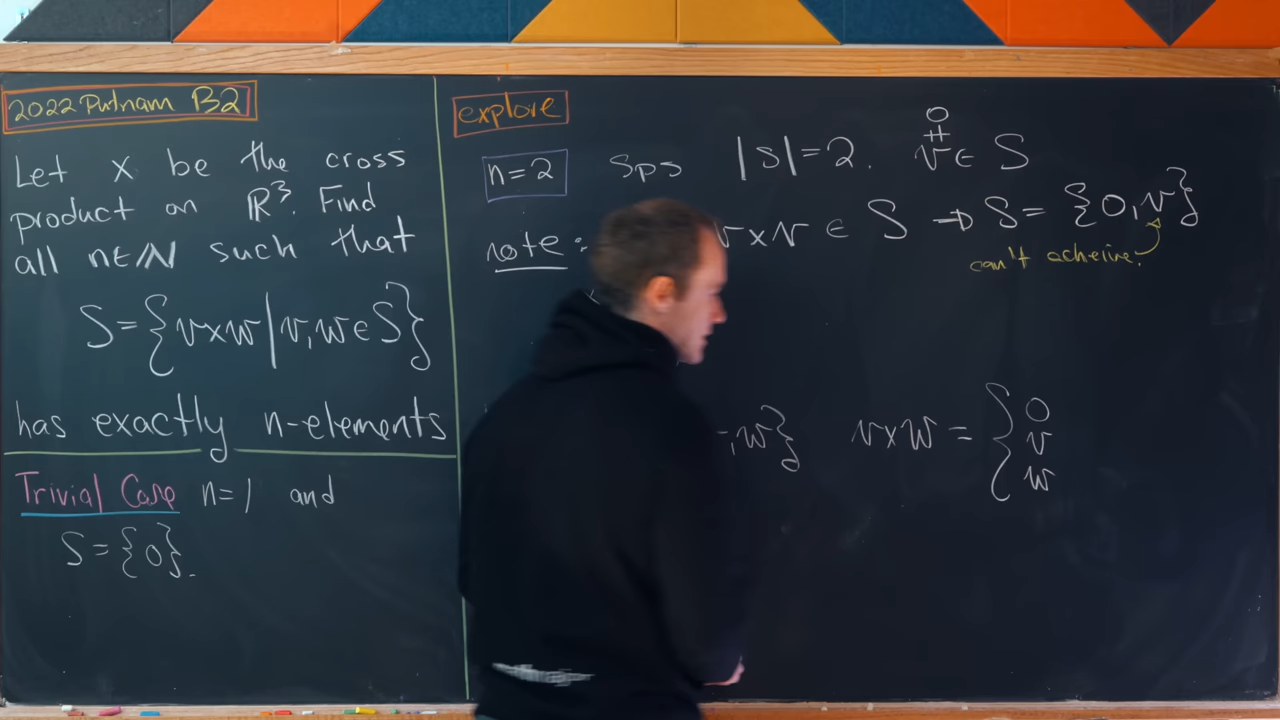 2022 Putnam B2
Let × be the cross
product on ℝ³. Find
all n∈ℕ such that
S={v×w|v,w∈S}
has exactly n-elements
Trivial Case n=1 and
S={0}.
explore
n=2 Sps |S|=2. 0≠v∈S
note: v×v∈S → S={0,v}
can't acheive.
,w} v×w = { 0
v
w